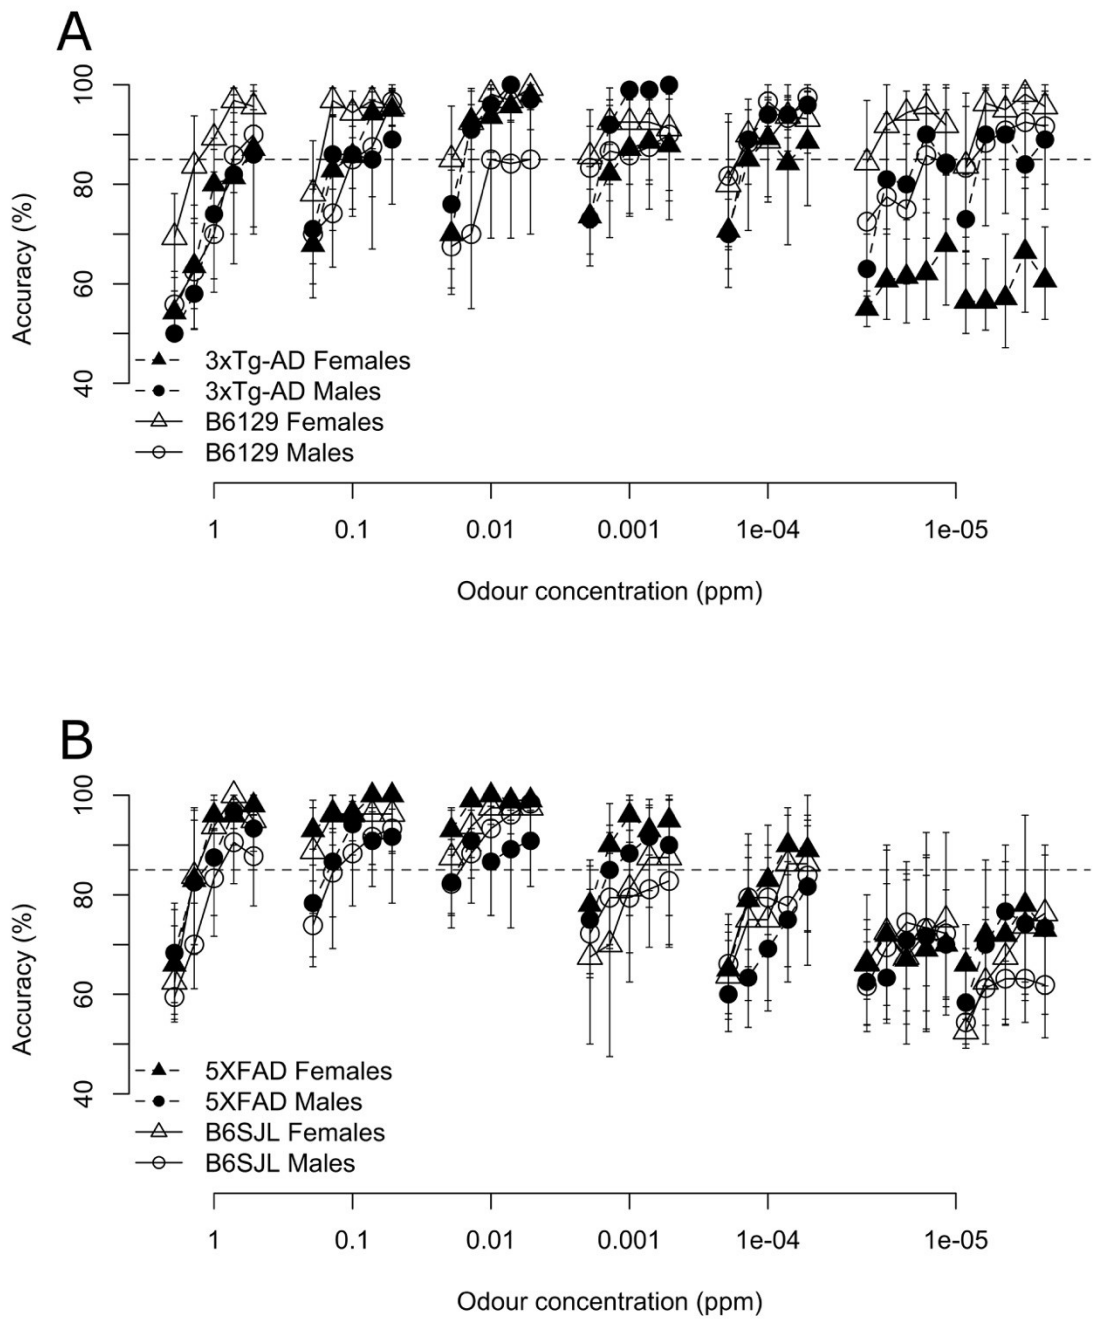 A
Accuracy (%)
100
80
60
40
3xTg-AD Females
3xTg-AD Males
B6129 Females
B6129 Males
1 0.1 0.01 0.001 1e-04 1e-05
Odour concentration (ppm)
B
Accuracy (%)
100
80
60
40
5XFAD Females
5XFAD Males
B6SJL Females
B6SJL Males
1 0.1 0.01 0.001 1e-04 1e-05
Odour concentration (ppm)